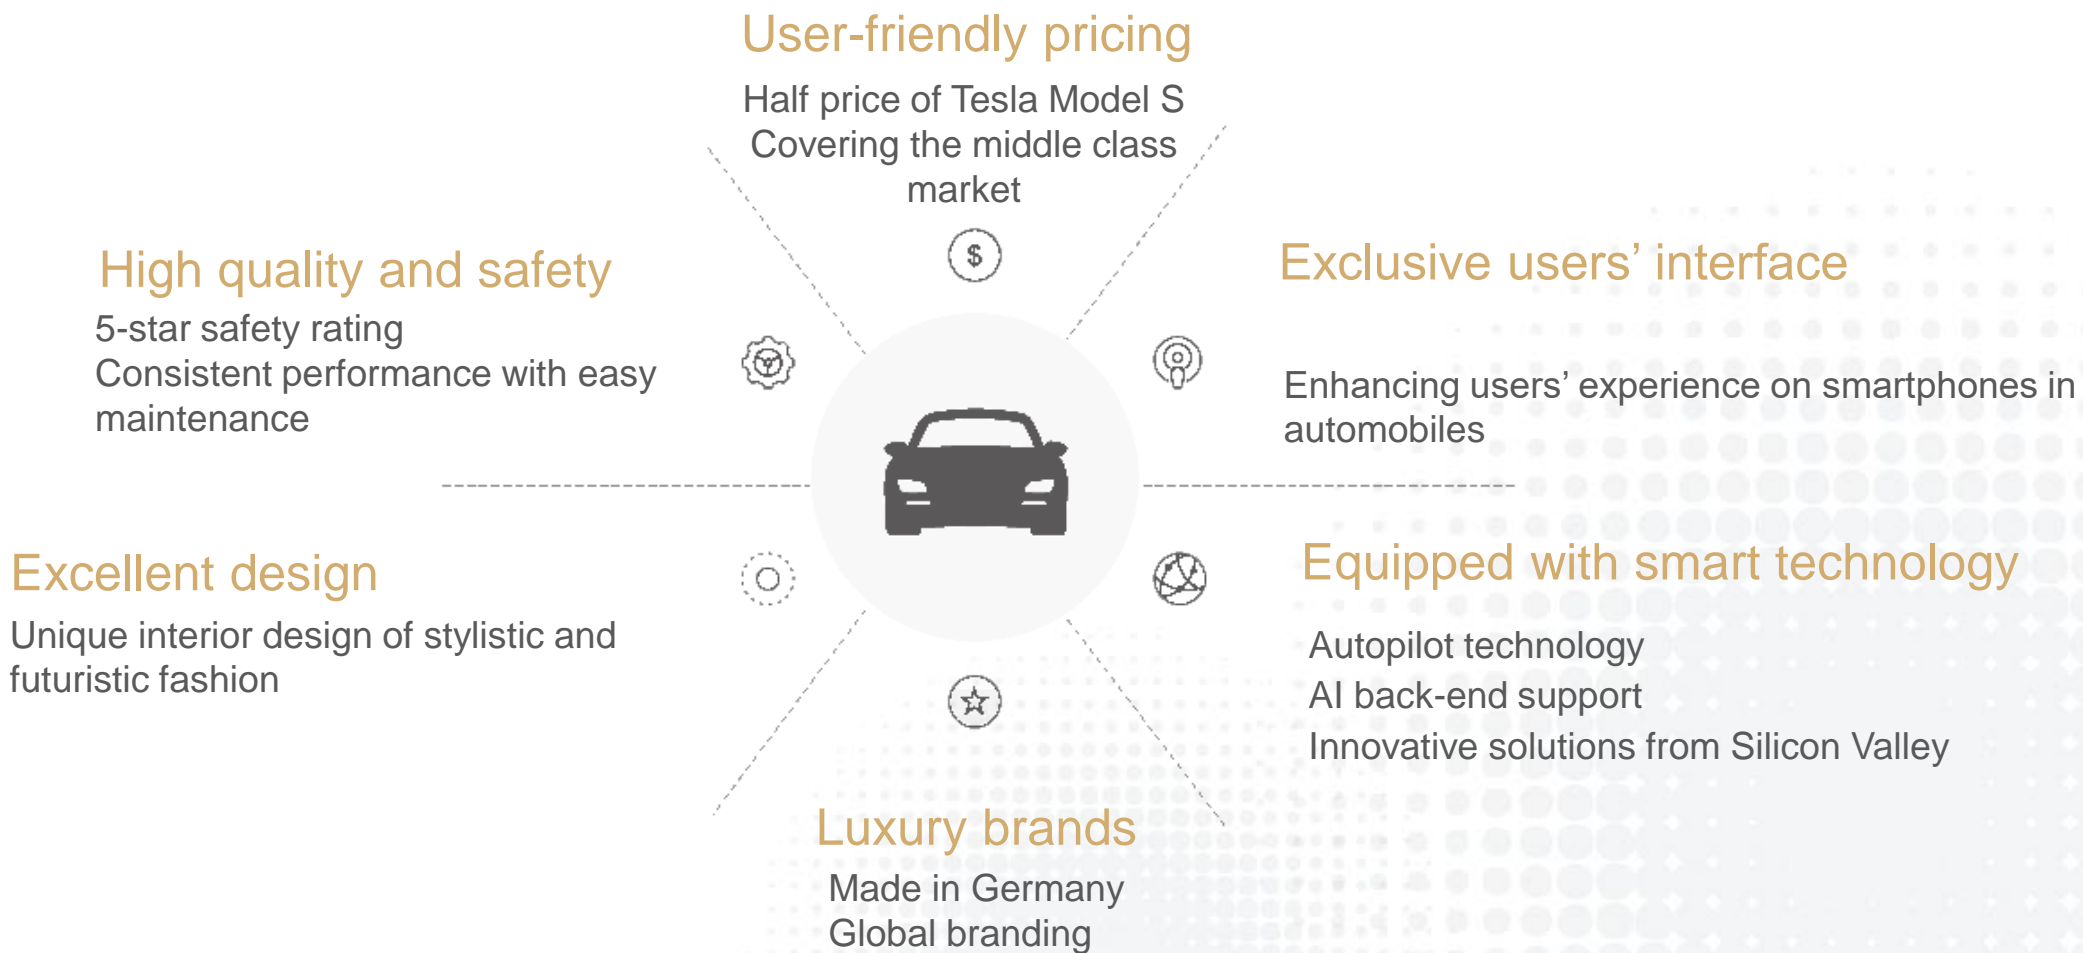 User-friendly pricing
Half price of Tesla Model S
Covering the middle class
market
$
High quality and safety
5-star safety rating
Consistent performance with easy
maintenance
Exclusive users’ interface
Enhancing users’ experience on smartphones in
automobiles
Excellent design
Unique interior design of stylistic and
futuristic fashion
Equipped with smart technology
Autopilot technology
AI back-end support
Innovative solutions from Silicon Valley
Luxury brands
Made in Germany
Global branding